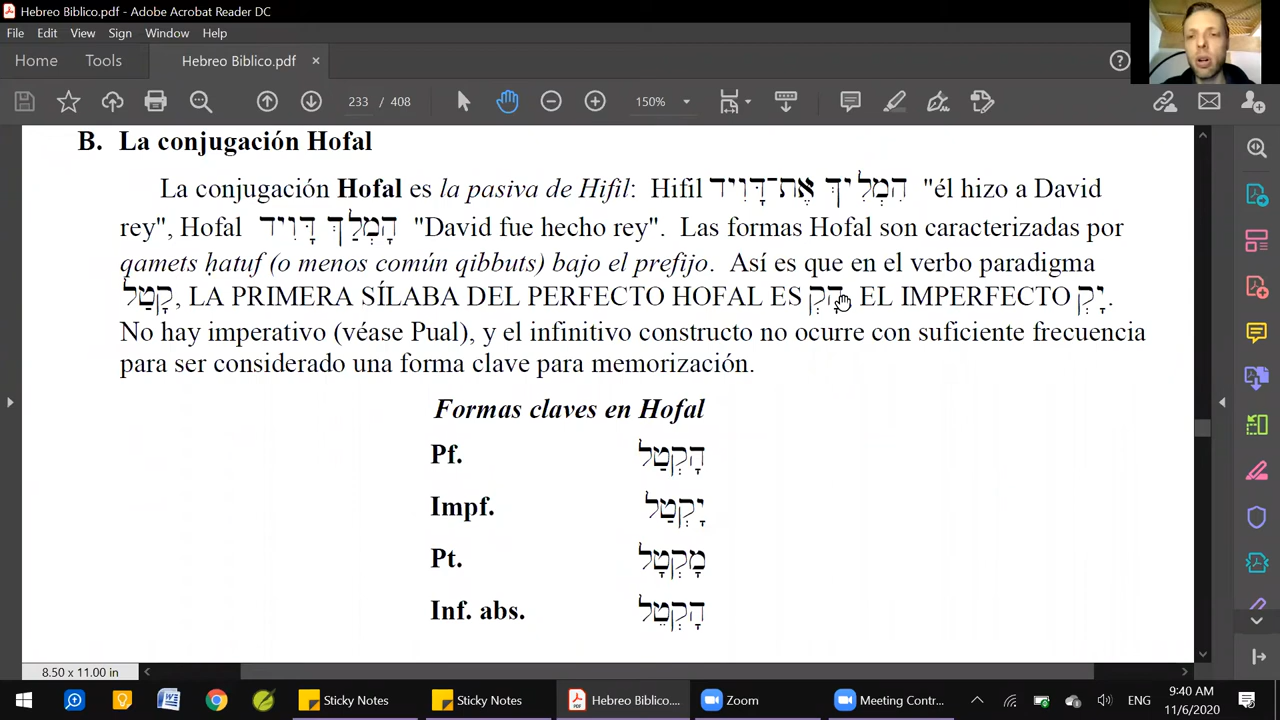 Hebreo Biblico.pdf - Adobe Acrobat Reader DC
File Edit View Sign Window Help
Home Tools Hebreo Biblico.pdf ×
233 / 408 150%
B. La conjugación Hofal
La conjugación Hofal es la pasiva de Hifil: Hifil הִמְלִיךְ אֶת־דָּוִיד "él hizo a David
rey", Hofal הָמְלַךְ דָּוִיד "David fue hecho rey". Las formas Hofal son caracterizadas por
qamets ḥatuf (o menos común qibbuts) bajo el prefijo. Así es que en el verbo paradigma
קָטַל, LA PRIMERA SÍLABA DEL PERFECTO HOFAL ES הָקְ EL IMPERFECTO יָקְ.
No hay imperativo (véase Pual), y el infinitivo constructo no ocurre con suficiente frecuencia
para ser considerado una forma clave para memorización.
Formas claves en Hofal
Pf. הָקְטַל
Impf. יָקְטַל
Pt. מָקְטָל
Inf. abs. הָקְטֵל
8.50 x 11.00 in
Sticky Notes Sticky Notes Hebreo Biblico.... Zoom Meeting Contr... ENG 9:40 AM
11/6/2020